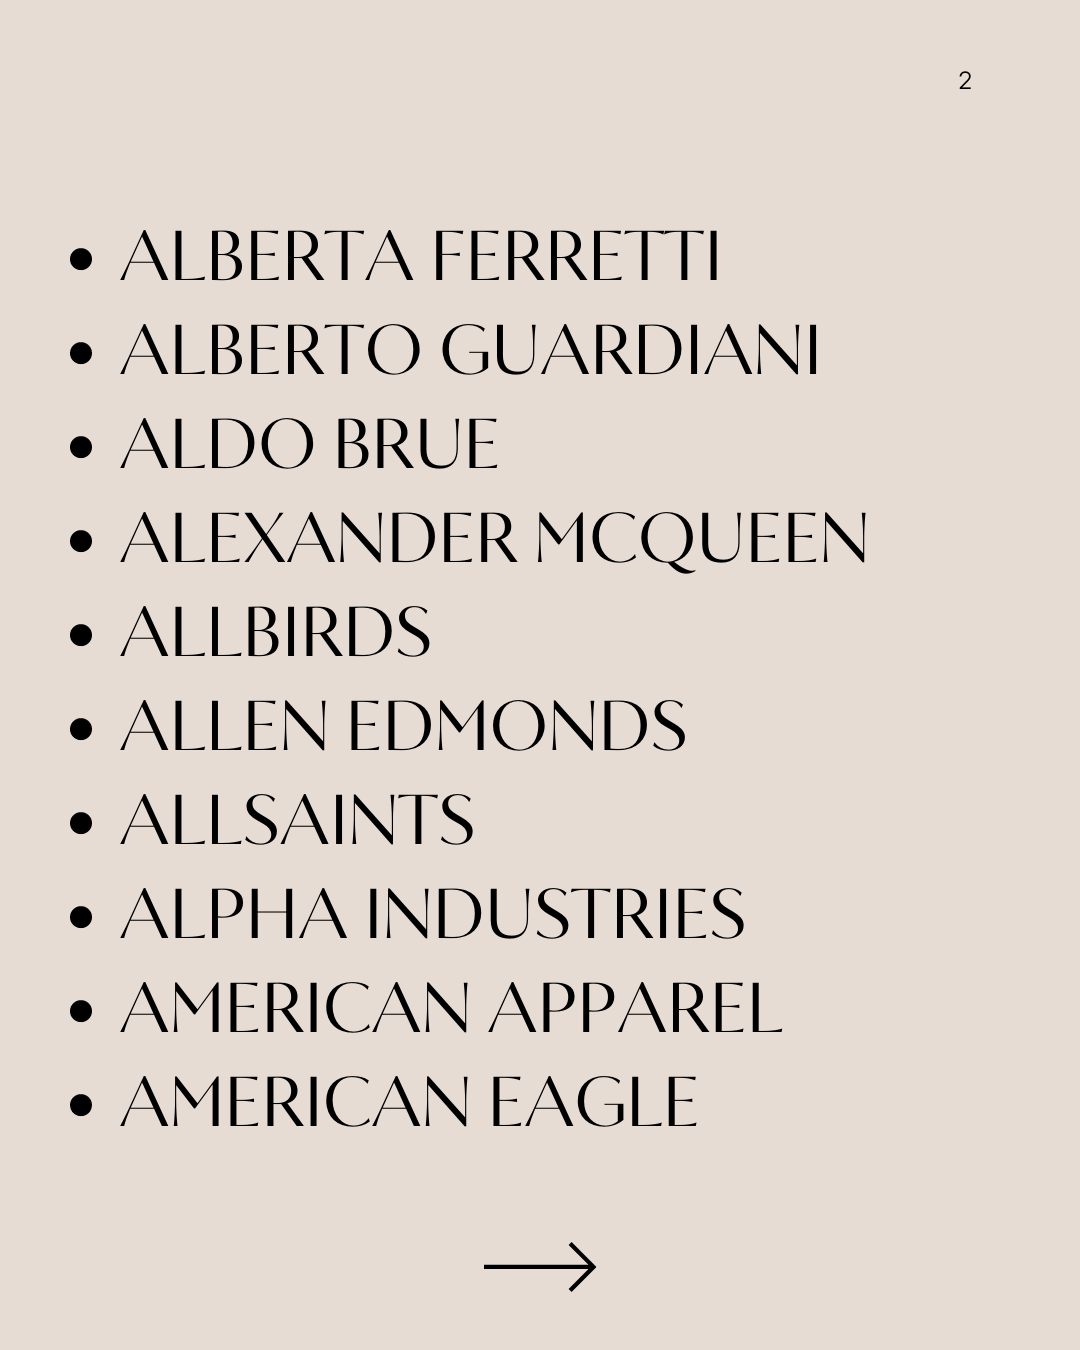 2
• ALBERTA FERRETTI
• ALBERTO GUARDIANI
• ALDO BRUE
• ALEXANDER MCQUEEN
• ALLBIRDS
• ALLEN EDMONDS
• ALLSAINTS
• ALPHA INDUSTRIES
• AMERICAN APPAREL
• AMERICAN EAGLE